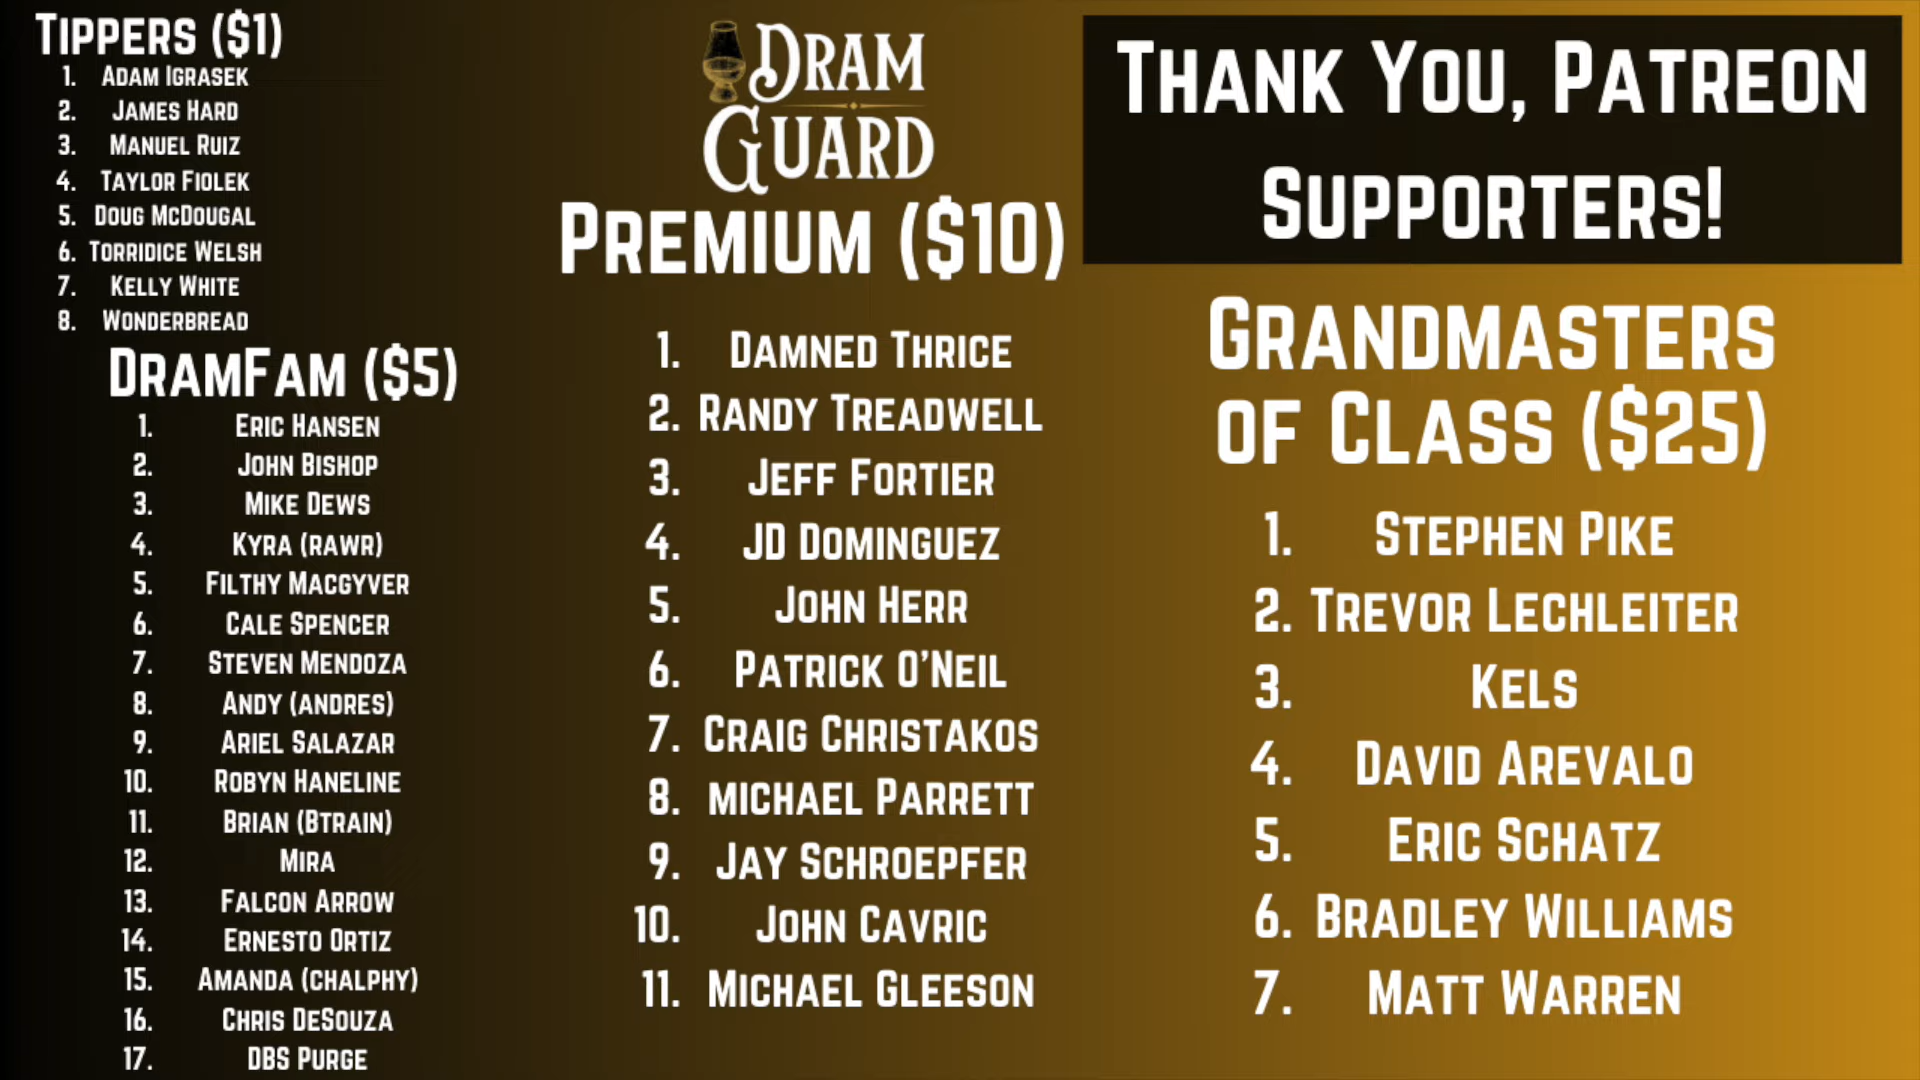 Tippers ($1)
1. Adam Igrasek
2. James Hard
3. Manuel Ruiz
4. Taylor Fiolek
5. Doug McDougal
6. Torridice Welsh
7. Kelly White
8. Wonderbread
DramFam ($5)
1. Eric Hansen
2. John Bishop
3. Mike Dews
4. Kyra (rawr)
5. Filthy Macgyver
6. Cale Spencer
7. Steven Mendoza
8. Andy (andres)
9. Ariel Salazar
10. Robyn Haneline
11. Brian (Btrain)
12. Mira
13. Falcon Arrow
14. Ernesto Ortiz
15. Amanda (chalphy)
16. Chris DeSouza
17. DBS Purge
Dram
Guard
Premium ($10)
1. Damned Thrice
2. Randy Treadwell
3. Jeff Fortier
4. JD Dominguez
5. John Herr
6. Patrick O'Neil
7. Craig Christakos
8. michael Parrett
9. Jay Schroepfer
10. John Cavric
11. Michael Gleeson
Thank You, Patreon
Supporters!
Grandmasters
of Class ($25)
1. Stephen Pike
2. Trevor Lechleiter
3. Kels
4. David Arevalo
5. Eric Schatz
6. Bradley Williams
7. Matt Warren